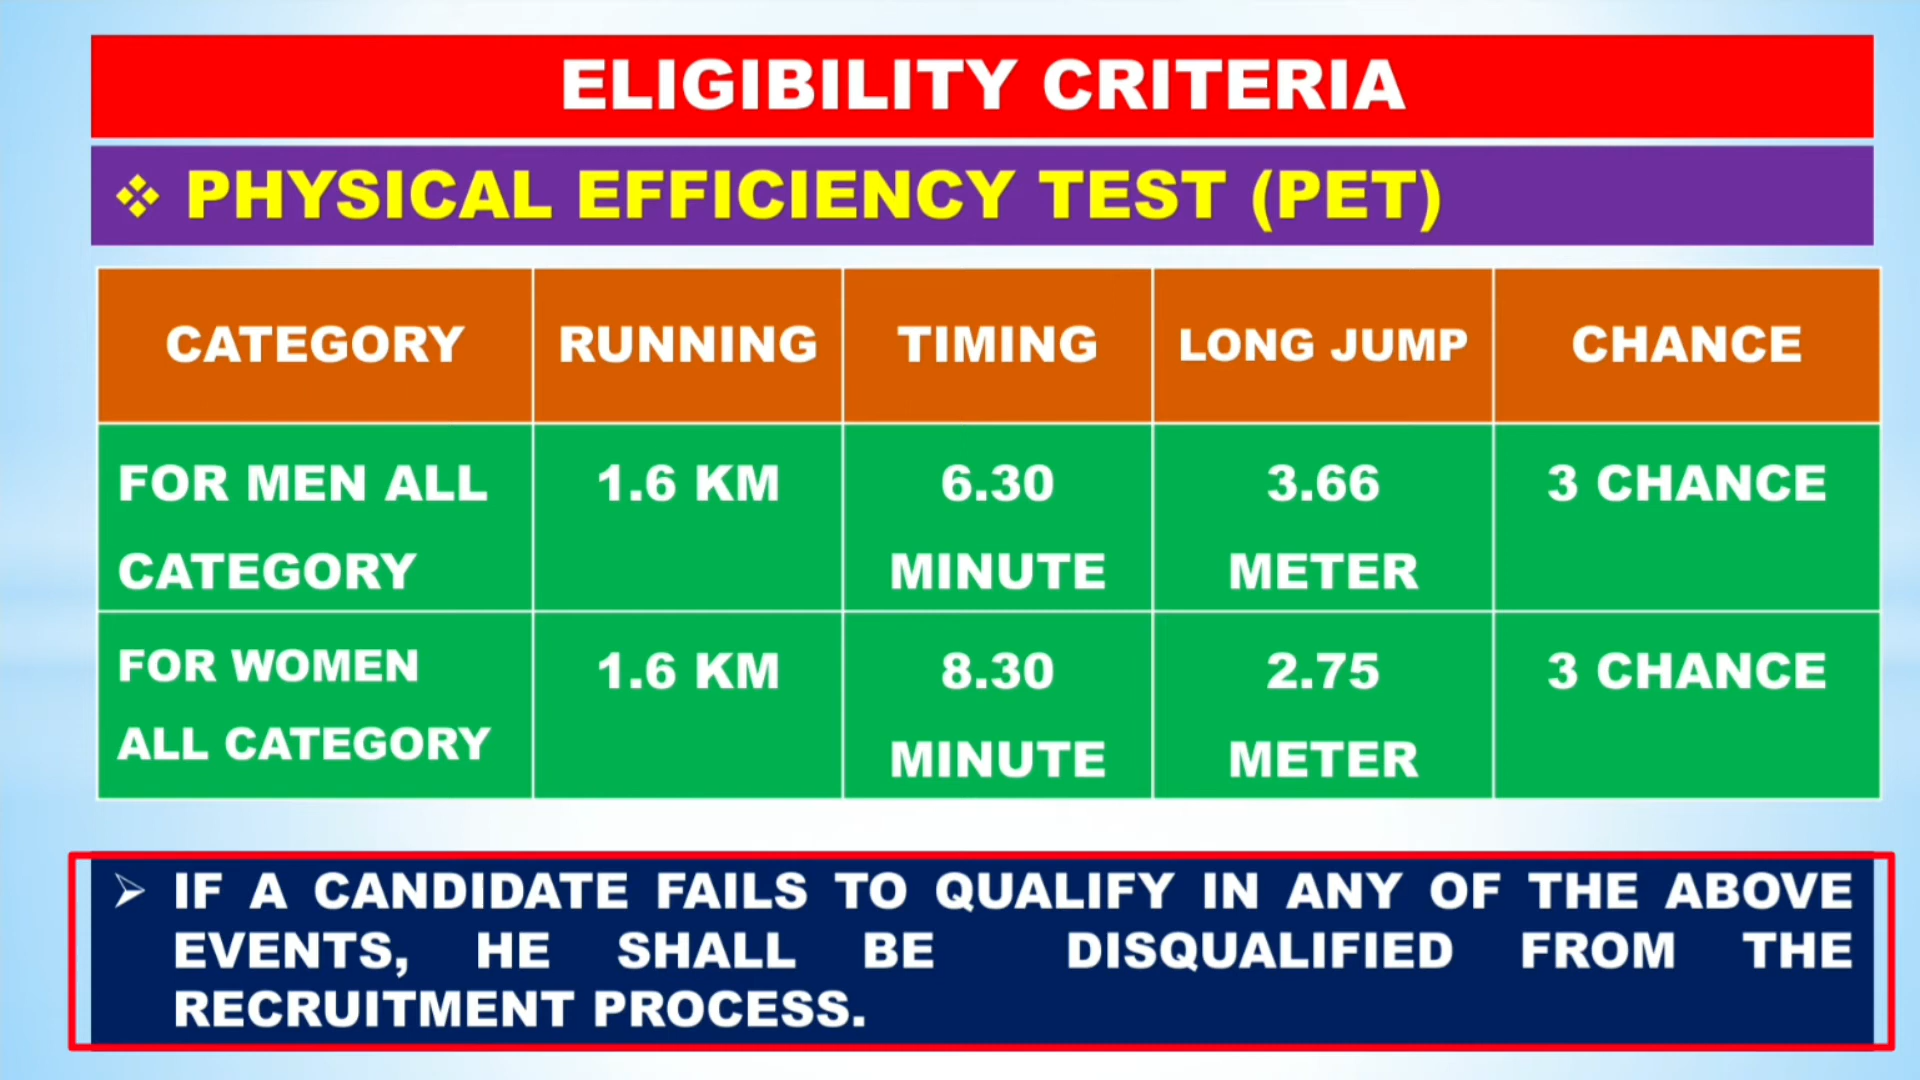 ELIGIBILITY CRITERIA
❖ PHYSICAL EFFICIENCY TEST (PET)
CATEGORY RUNNING TIMING LONG JUMP CHANCE
FOR MEN ALL CATEGORY 1.6 KM 6.30 MINUTE 3.66 METER 3 CHANCE
FOR WOMEN ALL CATEGORY 1.6 KM 8.30 MINUTE 2.75 METER 3 CHANCE
➢ IF A CANDIDATE FAILS TO QUALIFY IN ANY OF THE ABOVE
EVENTS, HE SHALL BE DISQUALIFIED FROM THE
RECRUITMENT PROCESS.